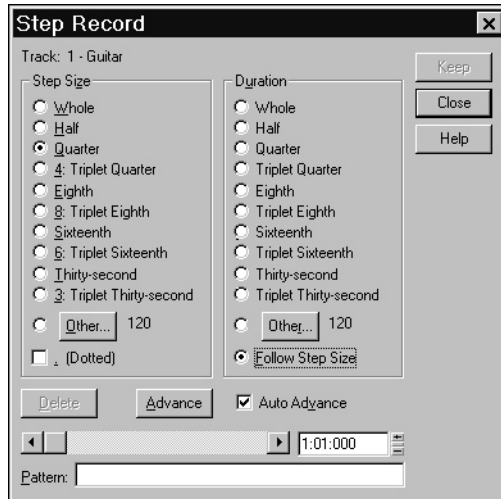 Step Record
Track: 1 - Guitar
Keep
Close
Help
Step Size
Whole
Half
Quarter
4: Triplet Quarter
Eighth
8: Triplet Eighth
Sixteenth
6: Triplet Sixteenth
Thirty-second
3: Triplet Thirty-second
Other... 120
. (Dotted)
Duration
Whole
Half
Quarter
Triplet Quarter
Eighth
Triplet Eighth
Sixteenth
Triplet Sixteenth
Thirty-second
Triplet Thirty-second
Other... 120
Follow Step Size
Delete Advance Auto Advance
1:01:000
Pattern: